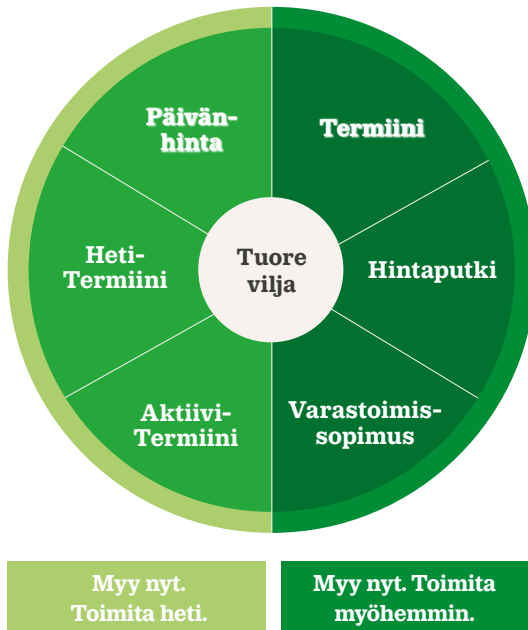 Päivän-
hinta
Termiini
Heti-
Termiini
Tuore
vilja
Hintaputki
Aktiivi-
Termiini
Varastoimis-
sopimus
Myy nyt.
Toimita heti.
Myy nyt. Toimita
myöhemmin.